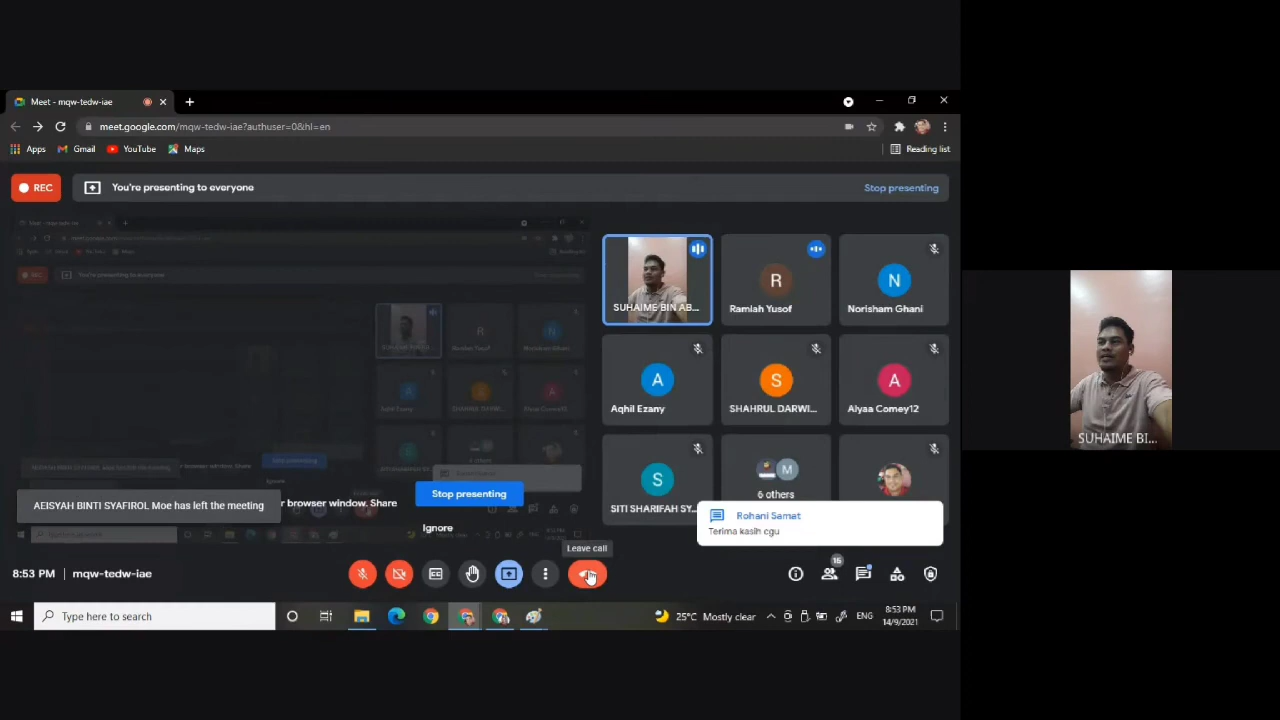 Meet - mqw-tedw-iae
meet.google.com/mqw-tedw-iae?authuser=0&hl=en
Apps Gmail YouTube Maps Reading list
REC You're presenting to everyone Stop presenting
SUHAIME BIN AB... Ramlah Yusof Norisham Ghani
Aqhil Ezany SHAHRUL DARWI... Alyaa Comey12
SITI SHARIFAH SY... 6 others
R N
A S A
S M
Rohani Samat
Terima kasih cgu
AEISYAH BINTI SYAFIROL Moe has left the meeting
r browser window. Share
Stop presenting
Ignore
Leave call
8:53 PM | mqw-tedw-iae
16
Type here to search
25°C Mostly clear ENG
8:53 PM
14/9/2021
SUHAIME BI...